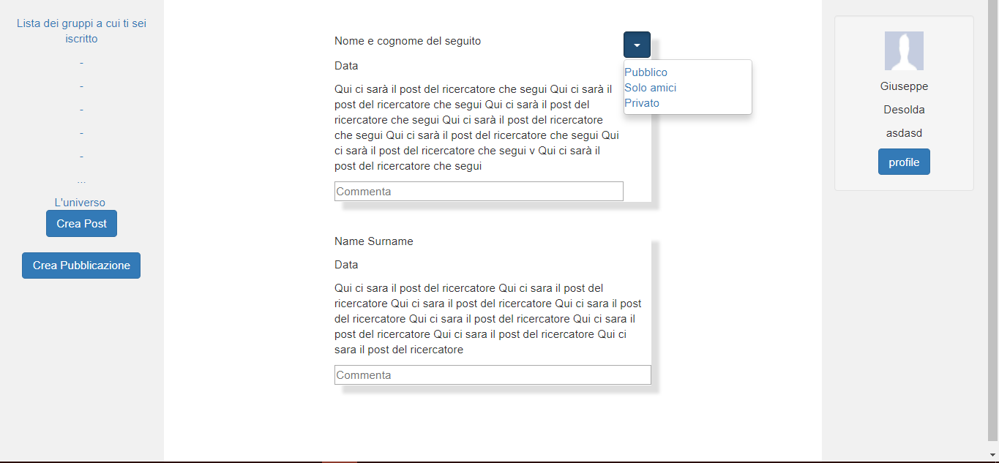 Lista dei gruppi a cui ti sei
iscritto
-
-
-
-
-
...
L'universo
Crea Post
Crea Pubblicazione
Nome e cognome del seguito
Data
Qui ci sarà il post del ricercatore che segui Qui ci sarà il
post del ricercatore che segui Qui ci sarà il post del
ricercatore che segui Qui ci sarà il post del ricercatore
che segui Qui ci sarà il post del ricercatore che segui Qui
ci sarà il post del ricercatore che segui v Qui ci sarà il
post del ricercatore che segui
Commenta
Pubblico
Solo amici
Privato
Name Surname
Data
Qui ci sara il post del ricercatore Qui ci sara il post del
ricercatore Qui ci sara il post del ricercatore Qui ci sara il post
del ricercatore Qui ci sara il post del ricercatore Qui ci sara il
post del ricercatore Qui ci sara il post del ricercatore Qui ci
sara il post del ricercatore
Commenta
Giuseppe
Desolda
asdasd
profile